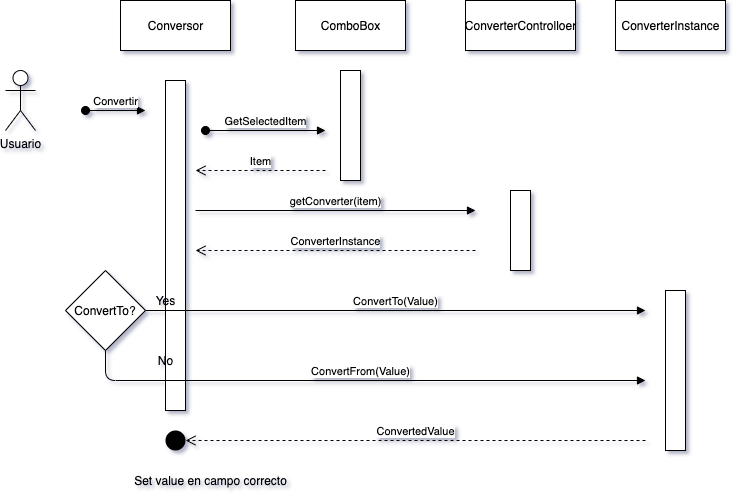 Conversor
ComboBox
ConverterControlloer
ConverterInstance
Convertir
GetSelectedItem
Usuario
Item
getConverter(item)
ConverterInstance
Yes
ConvertTo(Value)
ConvertTo?
No
ConvertFrom(Value)
ConvertedValue
Set value en campo correcto